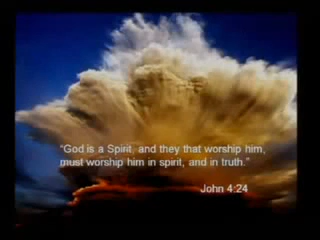 “God is a Spirit, and they that worship him,
must worship him in spirit, and in truth.”
John 4:24